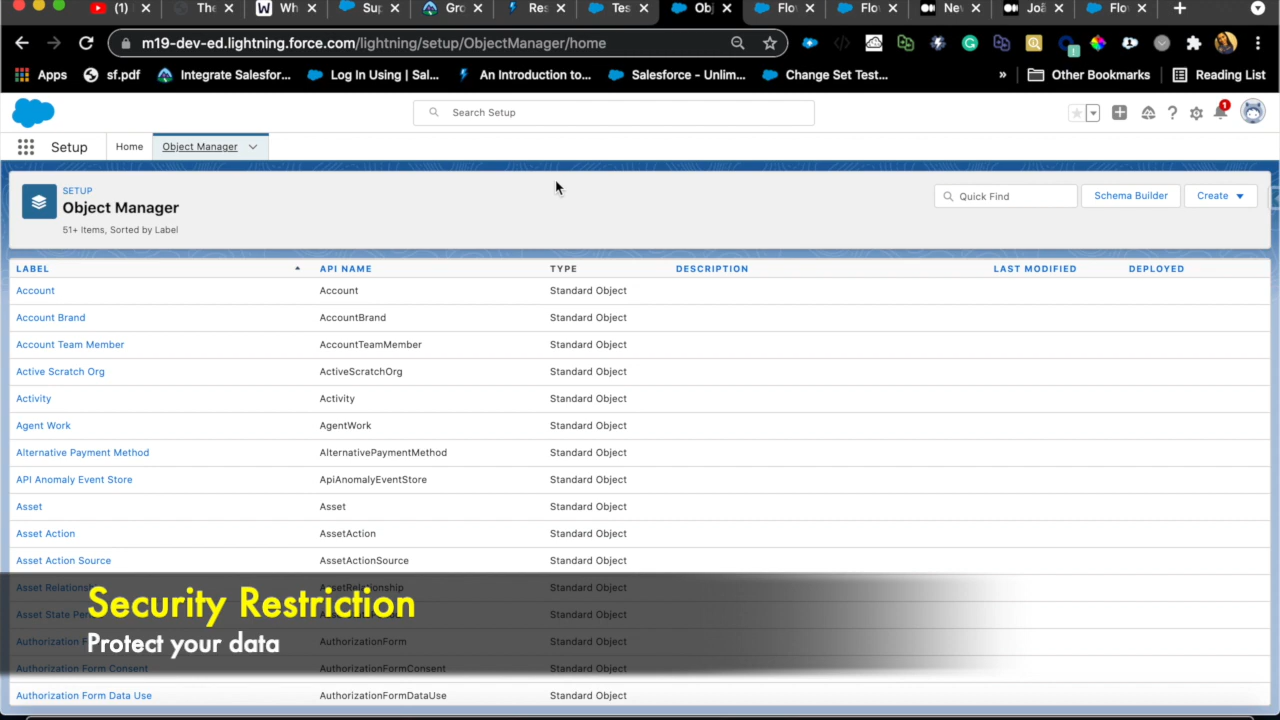 (1)
The
Wh
Sup
Gro
Res
Tes
Obj
Flo
Flo
Nev
Joã
Flo
m19-dev-ed.lightning.force.com/lightning/setup/ObjectManager/home
Apps
sf.pdf
Integrate Salesfor...
Log In Using | Sal...
An Introduction to...
Salesforce - Unlim...
Change Set Test...
»
Other Bookmarks
Reading List
Search Setup
1
Setup
Home
Object Manager
SETUP
Object Manager
51+ Items, Sorted by Label
Quick Find
Schema Builder
Create
LABEL API NAME TYPE DESCRIPTION LAST MODIFIED DEPLOYED
Account Account Standard Object
Account Brand AccountBrand Standard Object
Account Team Member AccountTeamMember Standard Object
Active Scratch Org ActiveScratchOrg Standard Object
Activity Activity Standard Object
Agent Work AgentWork Standard Object
Alternative Payment Method AlternativePaymentMethod Standard Object
API Anomaly Event Store ApiAnomalyEventStore Standard Object
Asset Asset Standard Object
Asset Action AssetAction Standard Object
Asset Action Source AssetActionSource Standard Object
Asset AssetRelationship Standard Object
Security Restriction
Asset State Standard Object
Protect your data
Authorization AuthorizationForm Standard Object
Authorization Form Consent AuthorizationFormConsent Standard Object
Authorization Form Data Use AuthorizationFormDataUse Standard Object